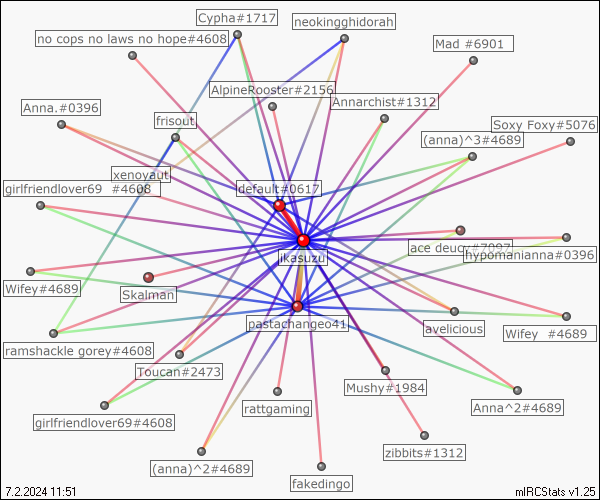 Cypha#1717
neokingghidorah
no cops no laws no hope#4608
Mad #6901
AlpineRooster#2156
Annarchist#1312
Anna.#0396
frisout
Soxy Foxy#5076
(anna)^3#4689
xenoyaut
girlfriendlover69 #4608
default#0617
ace deuce#7097
hypomanianna#0396
ikasuzu
Wifey#4689
Skalman
pastachangeo41
avelicious
Wifey #4689
ramshackle gorey#4608
Toucan#2473
Mushy#1984
rattgaming
Anna^2#4689
girlfriendlover69#4608
zibbits#1312
(anna)^2#4689
fakedingo
7.2.2024 11:51
mIRCStats v1.25